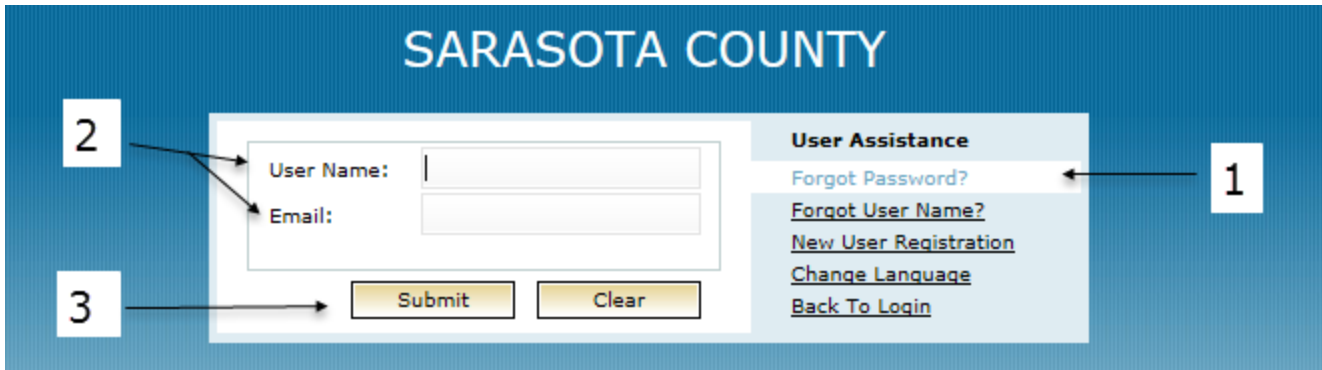 SARASOTA COUNTY
2
User Name:
Email:
3
Submit Clear
User Assistance
Forgot Password?
1
Forgot User Name?
New User Registration
Change Language
Back To Login